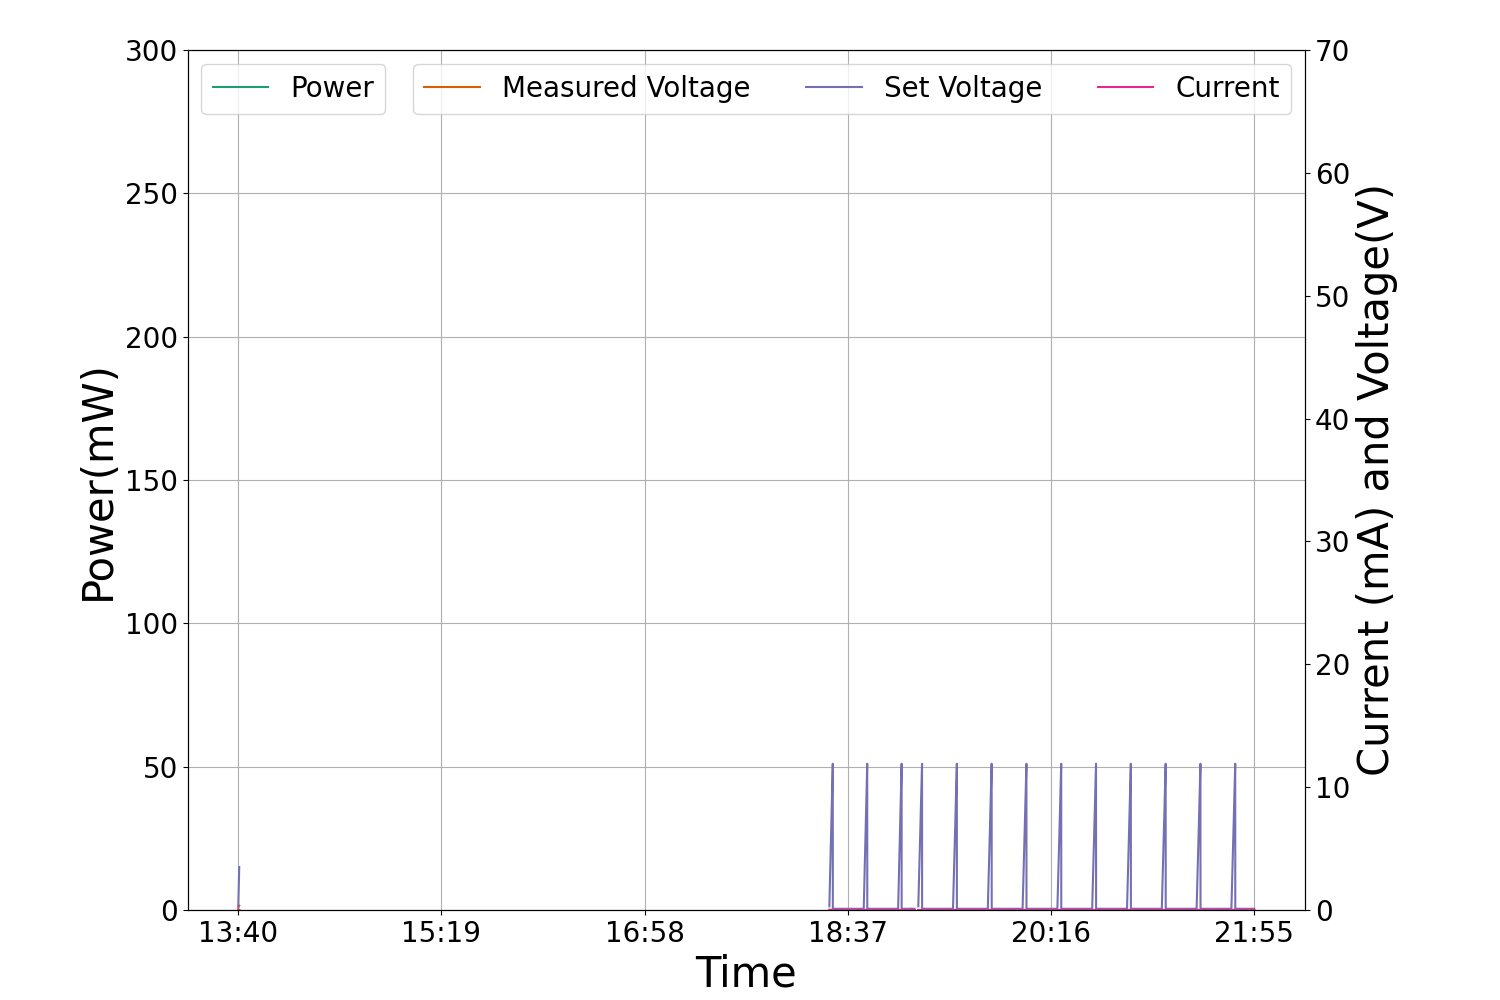 300
250
200
150
100
50
0
Power(mW)
Power
Measured Voltage
Set Voltage
Current
70
60
50
40
30
20
10
0
Current (mA) and Voltage(V)
13:40 15:19 16:58 18:37 20:16 21:55
Time